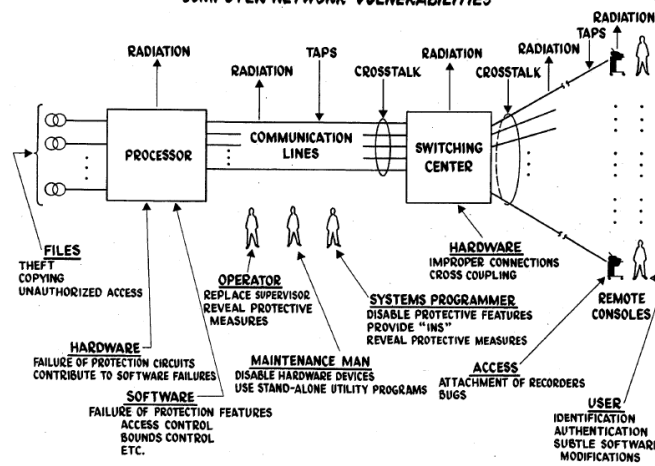 COMPUTER NETWORK VULNERABILITIES
RADIATION
TAPS
RADIATION
RADIATION
TAPS
RADIATION
RADIATION
CROSSTALK
CROSSTALK
PROCESSOR
COMMUNICATION
LINES
SWITCHING
CENTER
FILES
THEFT
COPYING
UNAUTHORIZED ACCESS
OPERATOR
REPLACE SUPERVISOR
REVEAL PROTECTIVE
MEASURES
HARDWARE
IMPROPER CONNECTIONS
CROSS COUPLING
SYSTEMS PROGRAMMER
DISABLE PROTECTIVE FEATURES
PROVIDE "INS"
REVEAL PROTECTIVE MEASURES
REMOTE
CONSOLES
HARDWARE
FAILURE OF PROTECTION CIRCUITS
CONTRIBUTE TO SOFTWARE FAILURES
MAINTENANCE MAN
DISABLE HARDWARE DEVICES
USE STAND-ALONE UTILITY PROGRAMS
ACCESS
ATTACHMENT OF RECORDERS
BUGS
SOFTWARE
FAILURE OF PROTECTION FEATURES
ACCESS CONTROL
BOUNDS CONTROL
ETC.
USER
IDENTIFICATION
AUTHENTICATION
SUBTLE SOFTWARE
MODIFICATIONS